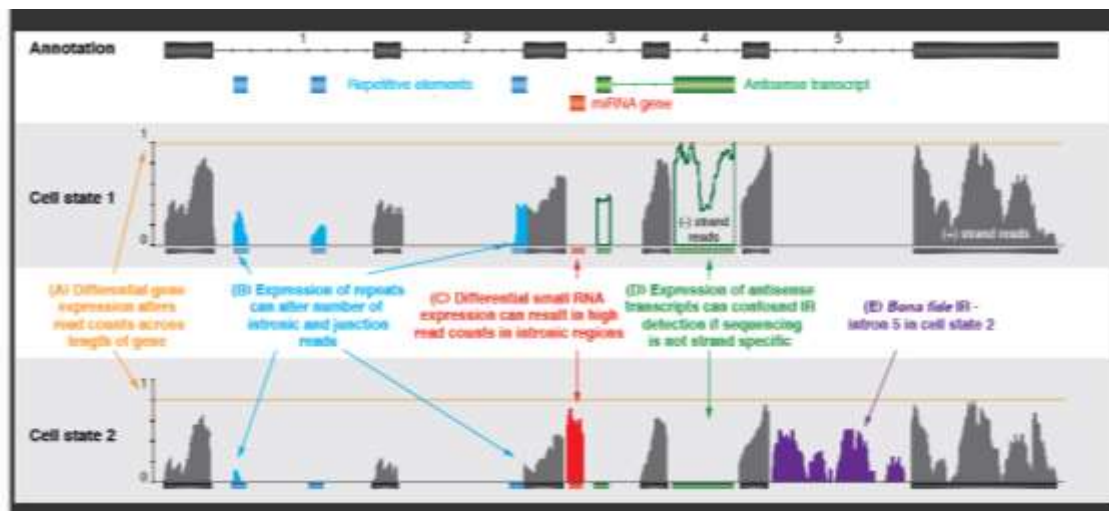 1 2 3 4 5
Annotation
Repetitive elements
Antisense transcript
miRNA gene
1
Cell state 1
0
(-) strand
reads
(+) strand reads
(A) Differential gene
expression alters
read counts across
length of gene
(B) Expression of repeats
can alter number of
intronic and junction
reads
(C) Differential small RNA
expression can result in high
read counts in intronic regions
(D) Expression of antisense
transcripts can confound IR
detection if sequencing
is not strand specific
(E) Bona fide IR -
intron 5 in cell state 2
1
Cell state 2
0